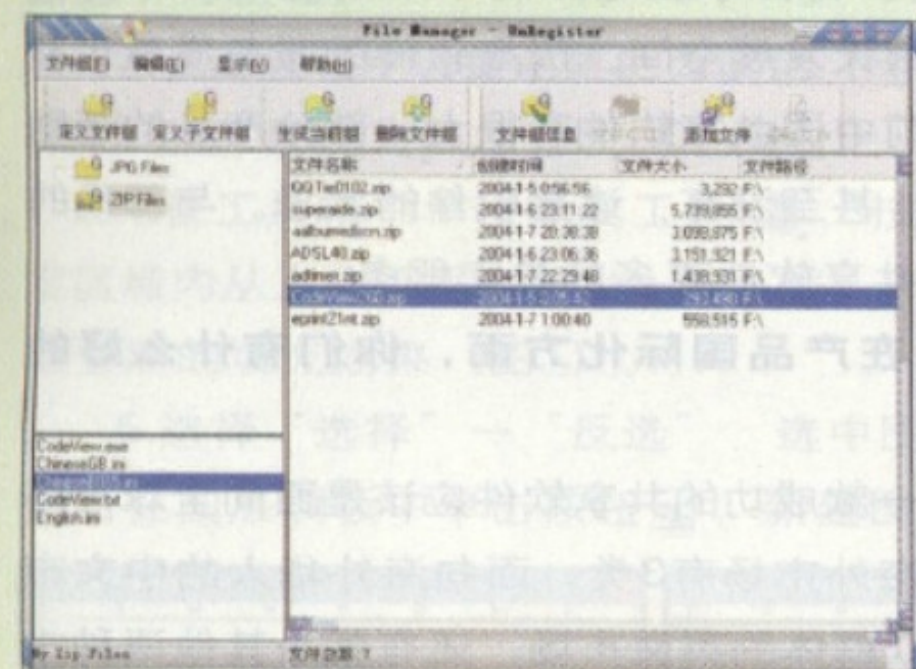 File Manager - UnRegister
文件组(F) 编辑(E) 显示(V) 帮助(H)
定义文件组 定义子文件组 生成当前组 删除文件组 文件组信息 添加文件
JPG Files
ZIP Files
文件名称 创建时间 文件大小 文件路径
QQTie0102.zip 2004-1-5 0:56:56 3,292 F:\
superaide.zip 2004-1-6 23:11:22 5,739,855 F:\
2004-1-7 20:38:38 3,098,875 F:\
ADSL40.zip 2004-1-6 23:06:36 3,151,321 F:\
2004-1-7 22:29:48 1,438,931 F:\
CodeView260.zip F:\
eprint21nt.zip 2004-1-7 1:00:40 558,515 F:\
CodeView.exe
ChineseGB.ini
CodeView.txt
English.ini
My Zip Files 文件总数 7